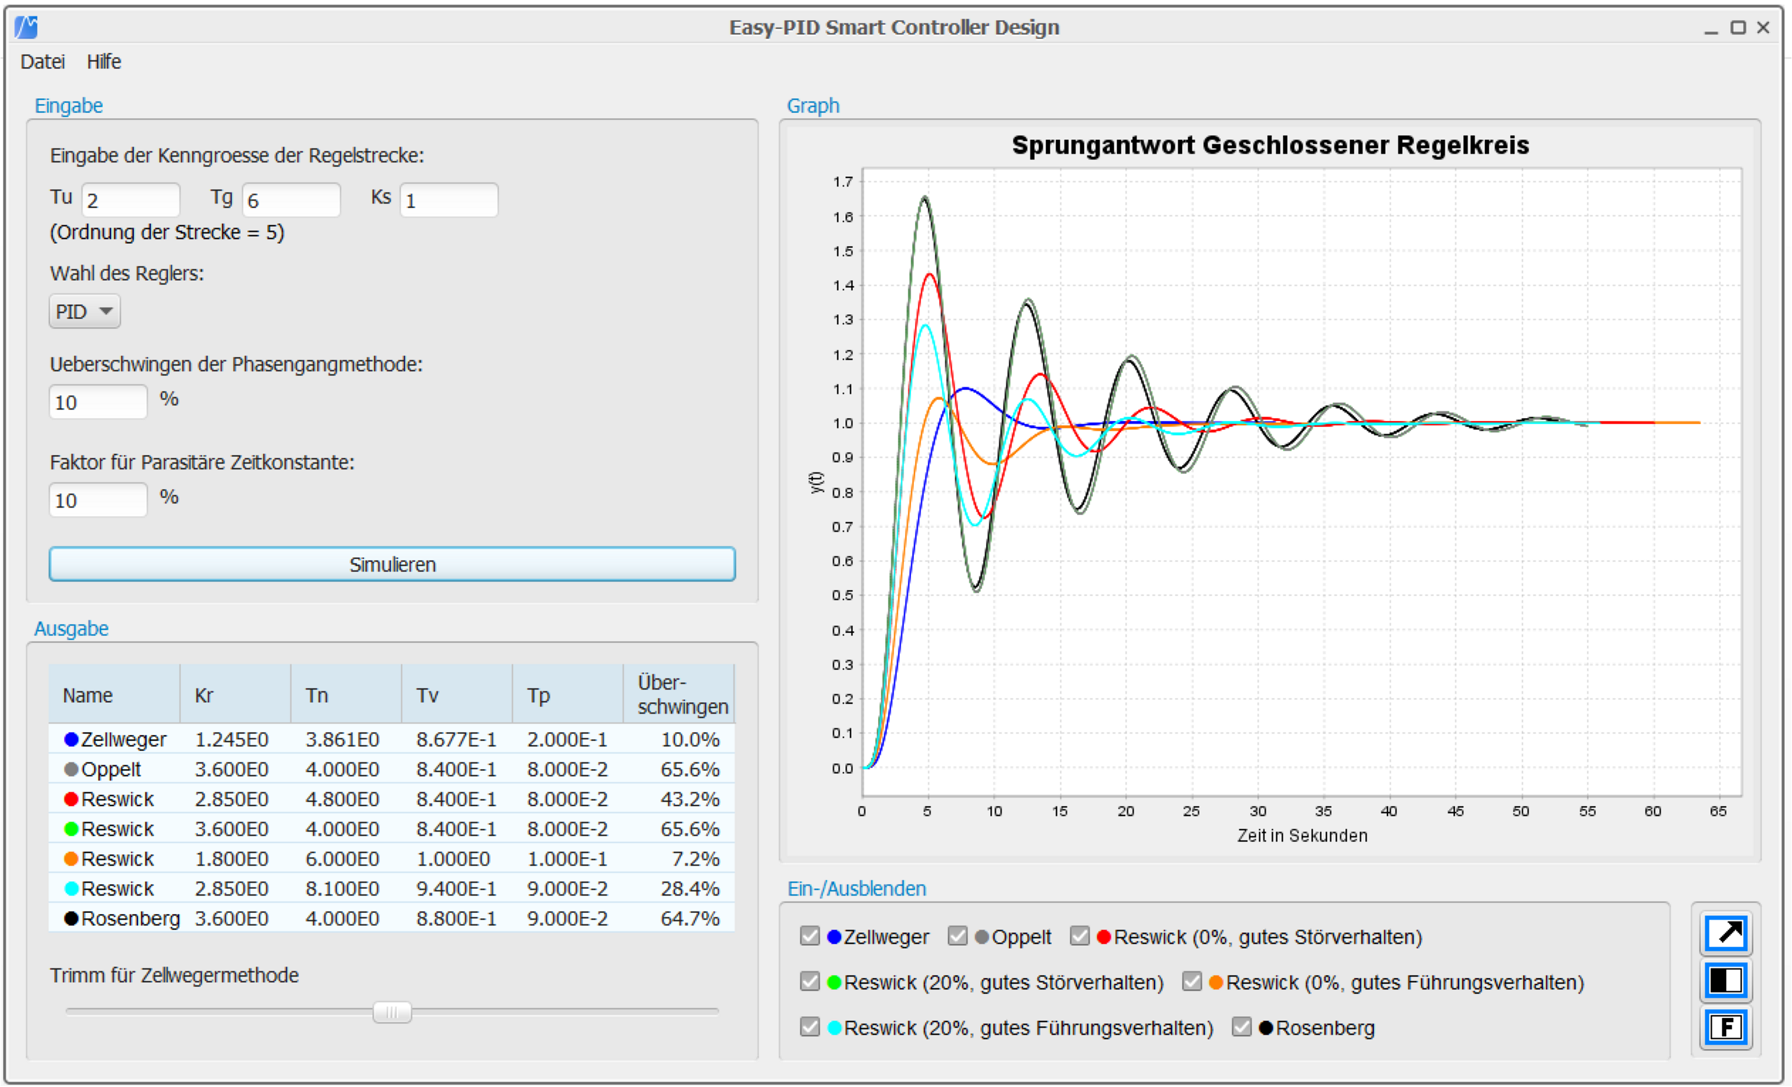 Easy-PID Smart Controller Design
Datei Hilfe
Eingabe
Eingabe der Kenngroesse der Regelstrecke:
Tu 2 Tg 6 Ks 1
(Ordnung der Strecke = 5)
Wahl des Reglers:
PID
Ueberschwingen der Phasengangmethode:
10 %
Faktor für Parasitäre Zeitkonstante:
10 %
Simulieren
Ausgabe
Name Kr Tn Tv Tp Über-
schwingen
Zellweger 1.245E0 3.861E0 8.677E-1 2.000E-1 10.0%
Oppelt 3.600E0 4.000E0 8.400E-1 8.000E-2 65.6%
Reswick 2.850E0 4.800E0 8.400E-1 8.000E-2 43.2%
Reswick 3.600E0 4.000E0 8.400E-1 8.000E-2 65.6%
Reswick 1.800E0 6.000E0 1.000E0 1.000E-1 7.2%
Reswick 2.850E0 8.100E0 9.400E-1 9.000E-2 28.4%
Rosenberg 3.600E0 4.000E0 8.800E-1 9.000E-2 64.7%
Trimm für Zellwegermethode
Graph
Sprungantwort Geschlossener Regelkreis
1.7
1.6
1.5
1.4
1.3
1.2
1.1
1.0
0.9
0.8
0.7
0.6
0.5
0.4
0.3
0.2
0.1
0.0
y(t)
0 5 10 15 20 25 30 35 40 45 50 55 60 65
Zeit in Sekunden
Ein-/Ausblenden
Zellweger Oppelt Reswick (0%, gutes Störverhalten)
Reswick (20%, gutes Störverhalten) Reswick (0%, gutes Führungsverhalten)
Reswick (20%, gutes Führungsverhalten) Rosenberg
F